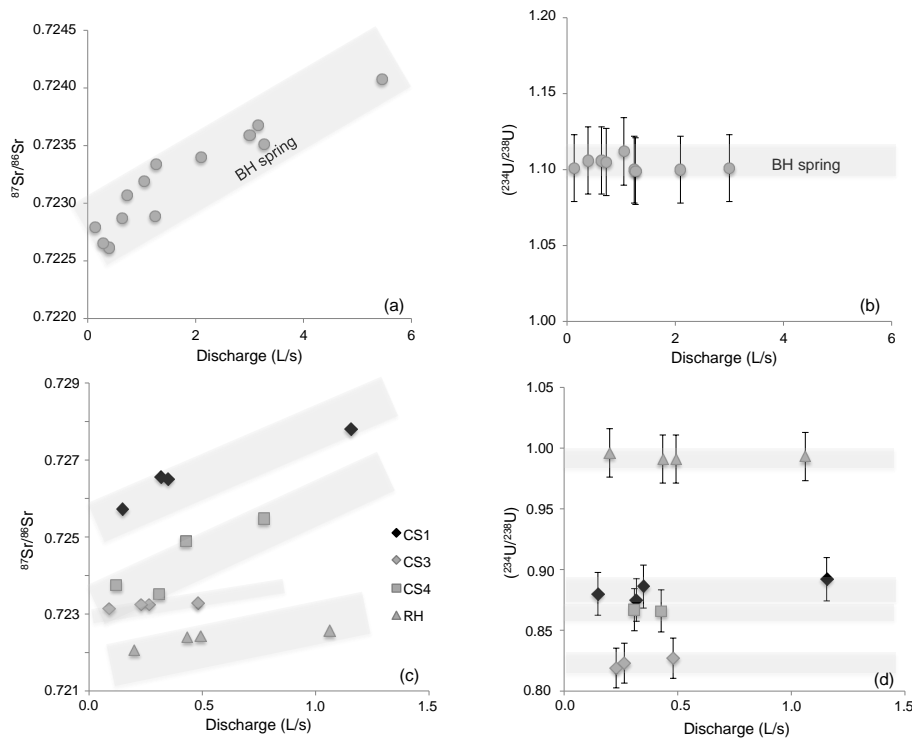 0.7245
0.7240
0.7235
0.7230
0.7225
0.7220
⁸⁷Sr/⁸⁶Sr
BH spring
(a)
0
2
4
6
Discharge (L/s)
1.20
1.15
1.10
1.05
1.00
(²³⁴U/²³⁸U)
BH spring
(b)
0
2
4
6
Discharge (L/s)
0.729
0.727
0.725
0.723
0.721
⁸⁷Sr/⁸⁶Sr
CS1
CS3
CS4
RH
(c)
0.0
0.5
1.0
1.5
Discharge (L/s)
1.05
1.00
0.95
0.90
0.85
0.80
(²³⁴U/²³⁸U)
(d)
0.0
0.5
1.0
1.5
Discharge (L/s)